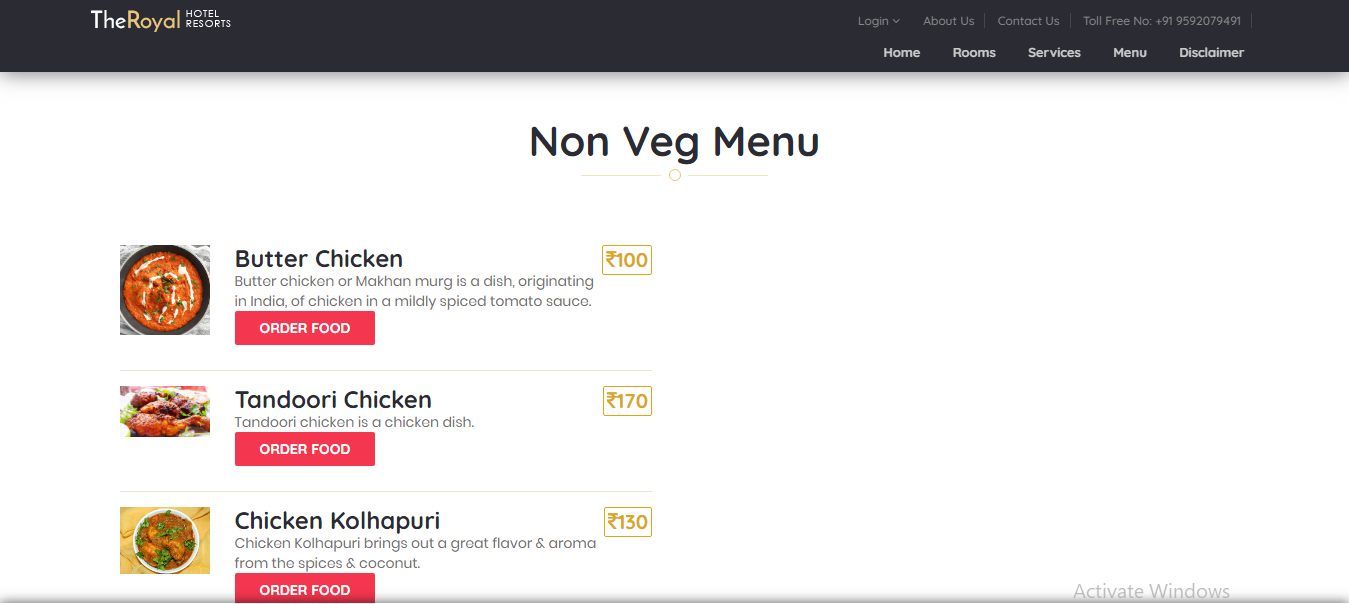 TheRoyal HOTEL RESORTS
Login About Us Contact Us Toll Free No: +91 9592079491
Home Rooms Services Menu Disclaimer
Non Veg Menu
Butter Chicken ₹100
Butter chicken or Makhan murg is a dish, originating
in India, of chicken in a mildly spiced tomato sauce.
ORDER FOOD
Tandoori Chicken ₹170
Tandoori chicken is a chicken dish.
ORDER FOOD
Chicken Kolhapuri ₹130
Chicken Kolhapuri brings out a great flavor & aroma
from the spices & coconut.
ORDER FOOD
Activate Windows